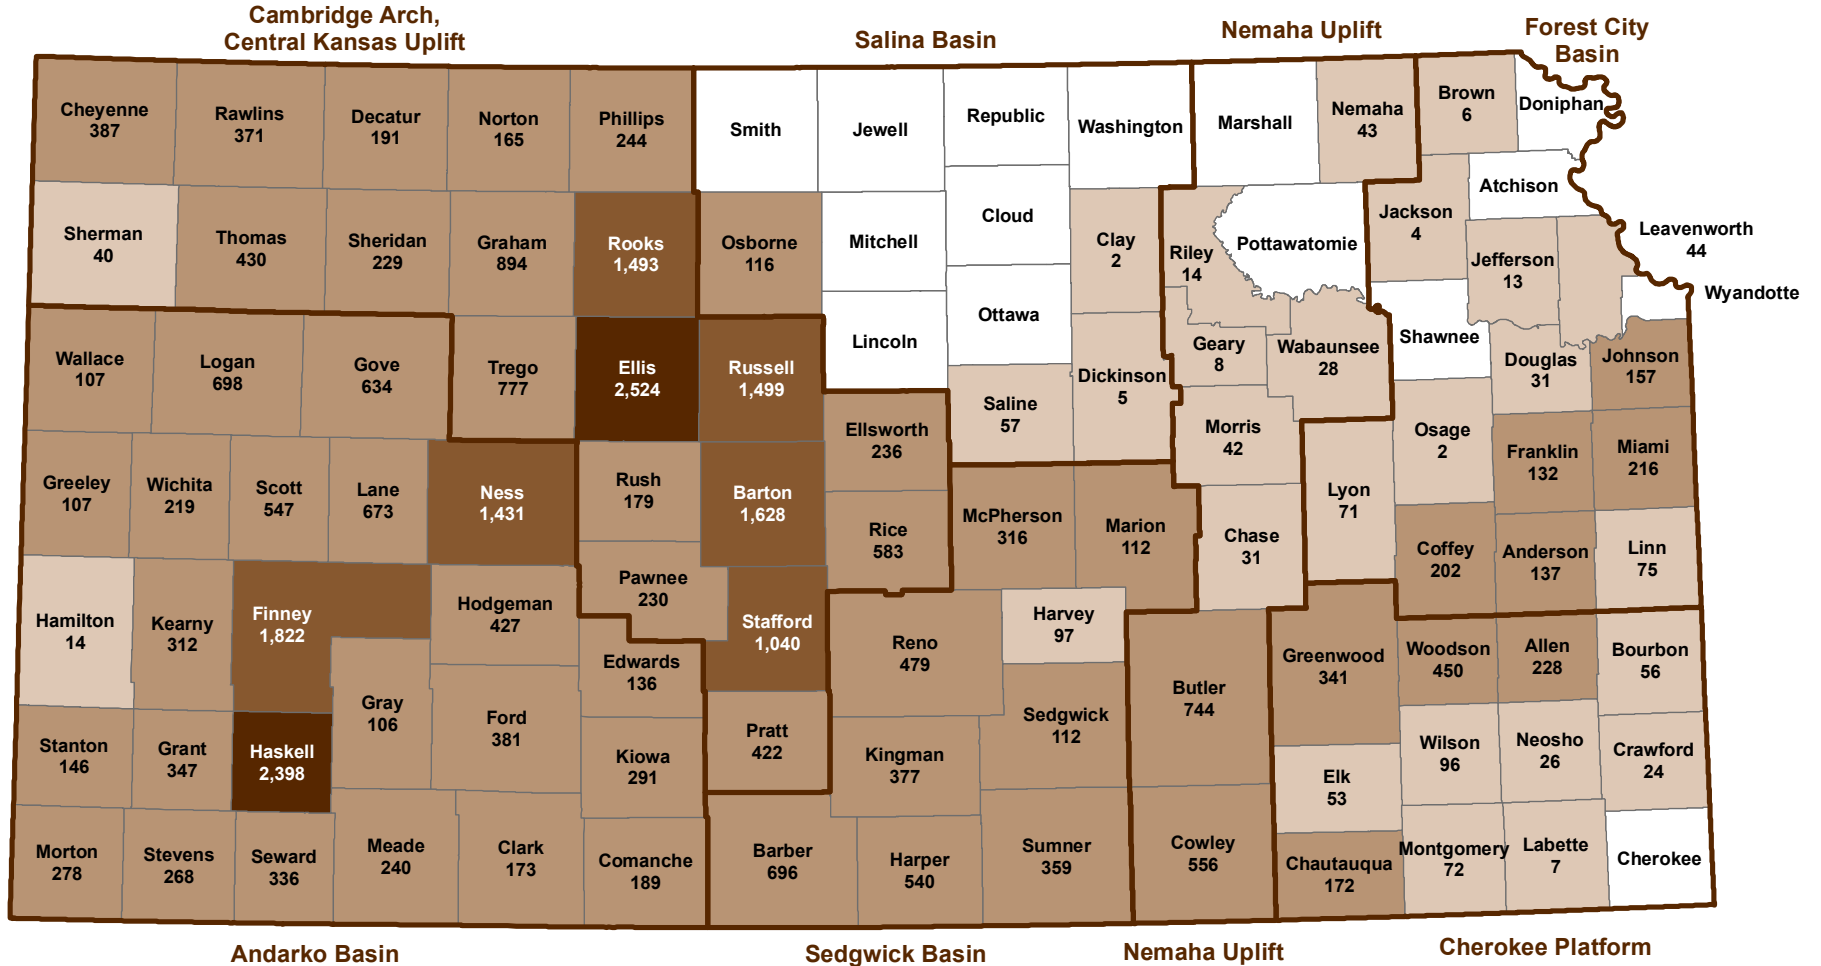 Cambridge Arch,
Central Kansas Uplift
Salina Basin
Nemaha Uplift
Forest City
Basin
Cheyenne
387
Rawlins
371
Decatur
191
Norton
165
Phillips
244
Smith
Jewell
Republic
Washington
Marshall
Nemaha
43
Brown
6
Doniphan
Atchison
Sherman
40
Thomas
430
Sheridan
229
Graham
894
Rooks
1,493
Osborne
116
Mitchell
Cloud
Clay
2
Riley
14
Pottawatomie
Jackson
4
Jefferson
13
Leavenworth
44
Wyandotte
Wallace
107
Logan
698
Gove
634
Trego
777
Ellis
2,524
Russell
1,499
Lincoln
Ottawa
Saline
57
Dickinson
5
Geary
8
Wabaunsee
28
Shawnee
Douglas
31
Johnson
157
Greeley
107
Wichita
219
Scott
547
Lane
673
Ness
1,431
Rush
179
Barton
1,628
Ellsworth
236
Rice
583
McPherson
316
Marion
112
Morris
42
Chase
31
Lyon
71
Osage
2
Franklin
132
Miami
216
Coffey
202
Anderson
137
Linn
75
Hamilton
14
Kearny
312
Finney
1,822
Hodgeman
427
Pawnee
230
Stafford
1,040
Edwards
136
Reno
479
Harvey
97
Butler
744
Greenwood
341
Woodson
450
Allen
228
Bourbon
56
Stanton
146
Grant
347
Haskell
2,398
Gray
106
Ford
381
Kiowa
291
Pratt
422
Kingman
377
Sedgwick
112
Elk
53
Wilson
96
Neosho
26
Crawford
24
Morton
278
Stevens
268
Seward
336
Meade
240
Clark
173
Comanche
189
Barber
696
Harper
540
Sumner
359
Cowley
556
Chautauqua
172
Montgomery
72
Labette
7
Cherokee
Andarko Basin
Sedgwick Basin
Nemaha Uplift
Cherokee Platform